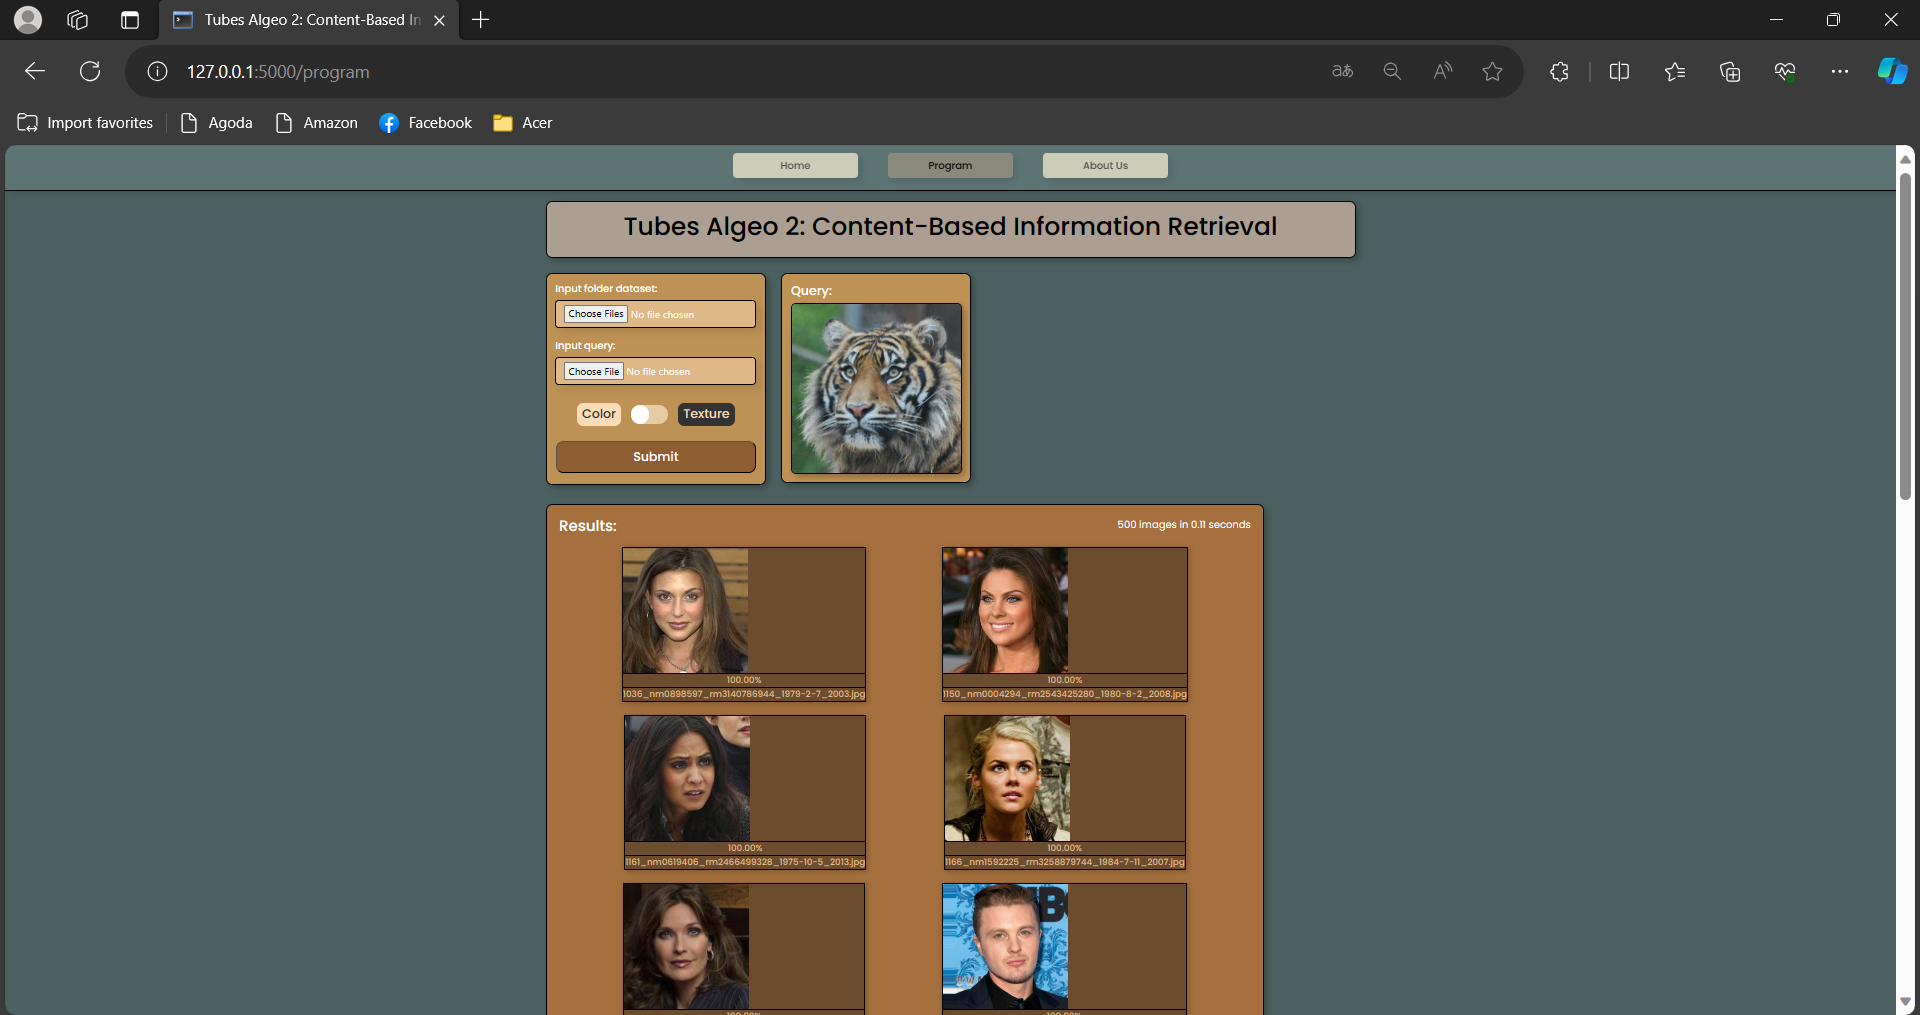 Tubes Algeo 2: Content-Based In
127.0.0.1:5000/program
Import favorites
Agoda
Amazon
Facebook
Acer
Home
Program
About Us
Tubes Algeo 2: Content-Based Information Retrieval
Input folder dataset:
Choose Files No file chosen
Input query:
Choose File No file chosen
Color
Texture
Submit
Query:
Results:
500 images in 0.11 seconds
100.00%
1036_nm0898597_rm3140786944_1979-2-7_2003.jpg
100.00%
1150_nm0004294_rm2543425280_1980-8-2_2008.jpg
100.00%
1161_nm0619406_rm2466499328_1975-10-5_2013.jpg
100.00%
1166_nm1592225_rm3258879744_1984-7-11_2007.jpg